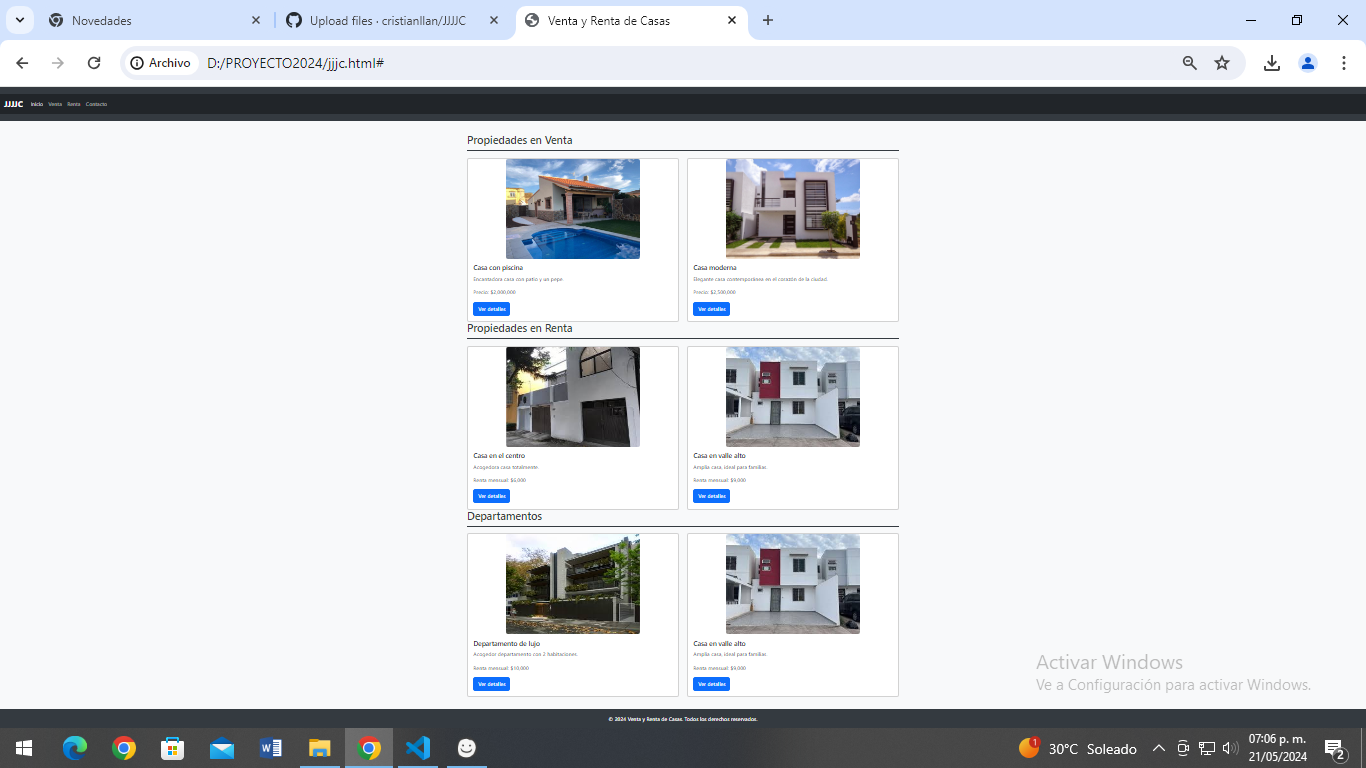 Novedades
Upload files · cristianllan/JJJJC
Venta y Renta de Casas
Archivo
D:/PROYECTO2024/jjjc.html#
JJJJC Inicio Venta Renta Contacto
Propiedades en Venta
Casa con piscina
Encantadora casa con patio y un pepe
Precio: $2,000,000
Ver detalles
Casa moderna
Elegante casa contemporánea en el corazón de la ciudad.
Precio: $2,500,000
Ver detalles
Propiedades en Renta
Casa en el centro
Acogedora casa totalmente
Renta mensual: $6,000
Ver detalles
Casa en valle alto
Amplia casa, ideal para familias.
Renta mensual: $9,000
Ver detalles
Departamentos
Departamento de lujo
Acogedor departamento con 2 habitaciones.
Renta mensual: $10,000
Ver detalles
Casa en valle alto
Amplia casa, ideal para familias.
Renta mensual: $9,000
Ver detalles
Activar Windows
Ve a Configuración para activar Windows.
© 2024 Venta y Renta de Casas. Todos los derechos reservados.
30°C Soleado
07:06 p. m.
21/05/2024
2